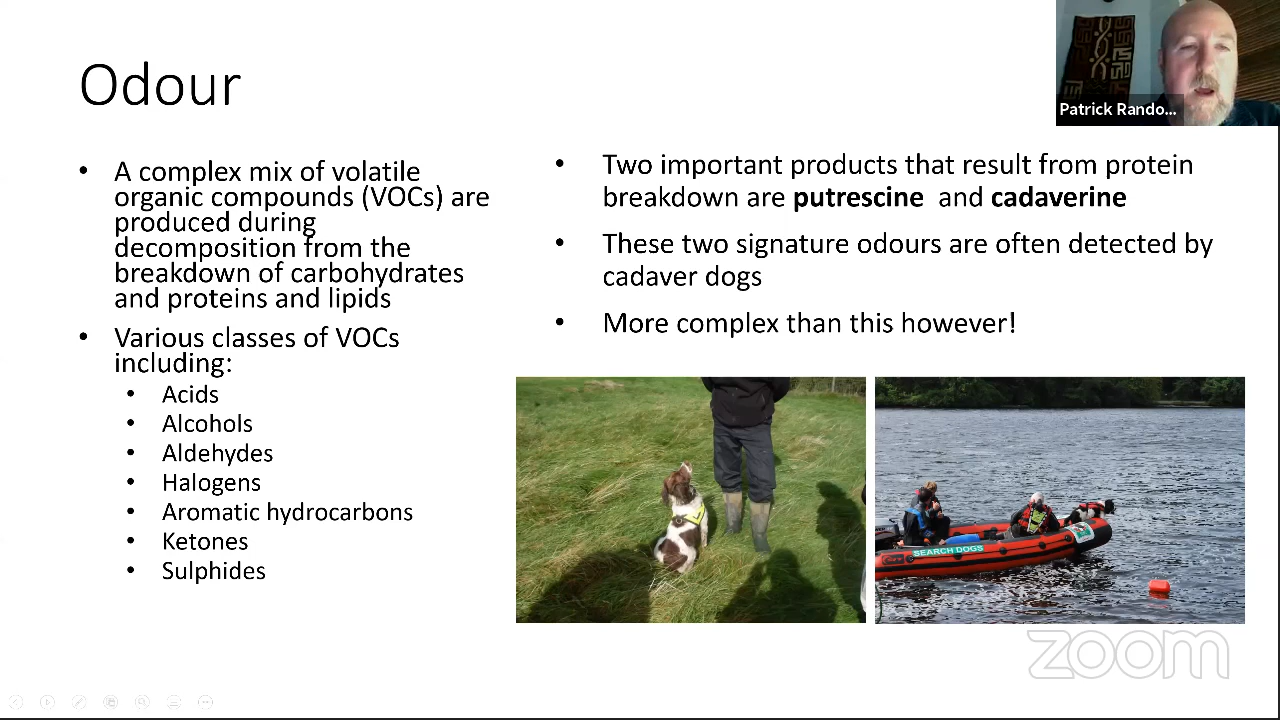 Odour
Patrick Rando...
• A complex mix of volatile
organic compounds (VOCs) are
produced during
decomposition from the
breakdown of carbohydrates
and proteins and lipids
• Various classes of VOCs
including:
• Acids
• Alcohols
• Aldehydes
• Halogens
• Aromatic hydrocarbons
• Ketones
• Sulphides
• Two important products that result from protein
breakdown are putrescine and cadaverine
• These two signature odours are often detected by
cadaver dogs
• More complex than this however!
SEARCH DOGS
zoom